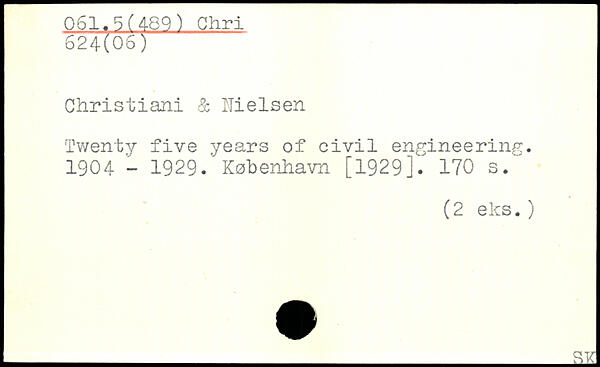 061.5(489) Chri
624(06)
Christiani & Nielsen
Twenty five years of civil engineering.
1904 - 1929. København [1929]. 170 s.
(2 eks.)
SK